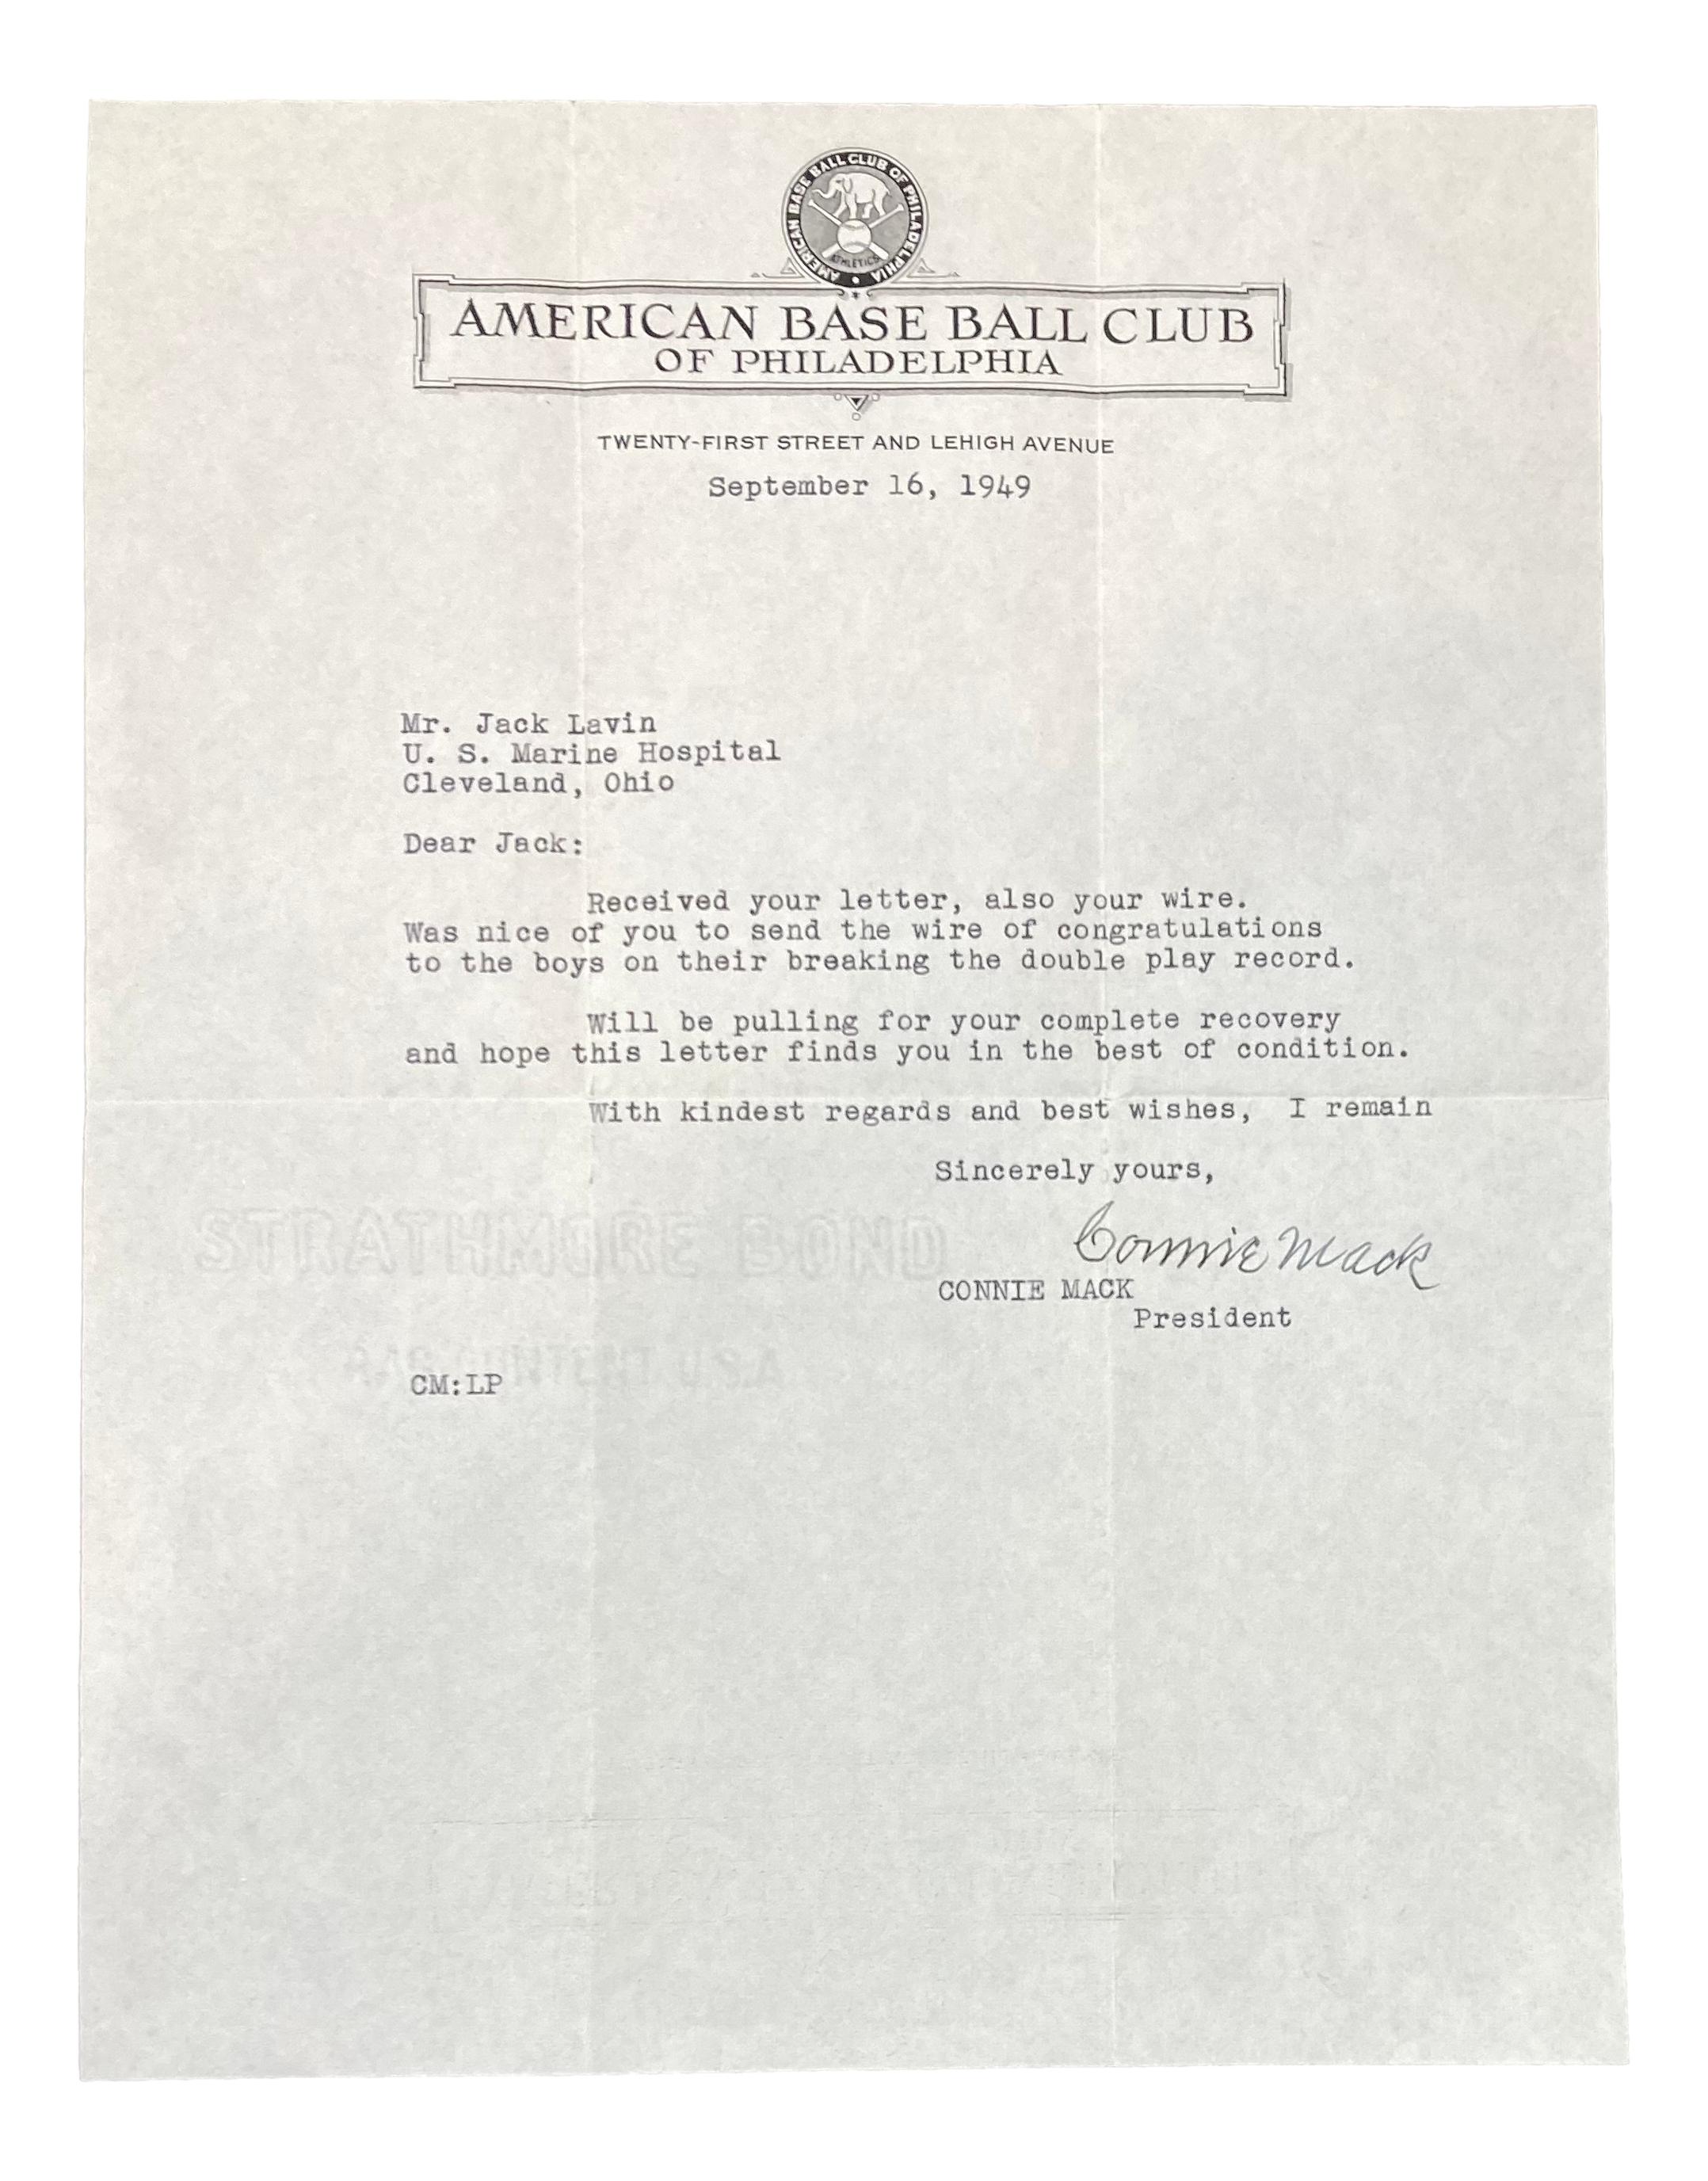 AMERICAN BASE BALL CLUB OF PHILADELPHIA
ATHLETICS
AMERICAN BASE BALL CLUB
OF PHILADELPHIA
TWENTY-FIRST STREET AND LEHIGH AVENUE
September 16, 1949
Mr. Jack Lavin
U. S. Marine Hospital
Cleveland, Ohio
Dear Jack:
Received your letter, also your wire.
Was nice of you to send the wire of congratulations
to the boys on their breaking the double play record.
Will be pulling for your complete recovery
and hope this letter finds you in the best of condition.
With kindest regards and best wishes, I remain
Sincerely yours,
Connie Mack
STRATHMORE BOND
CONNIE MACK
President
RAG CONTENT U.S.A
CM:LP